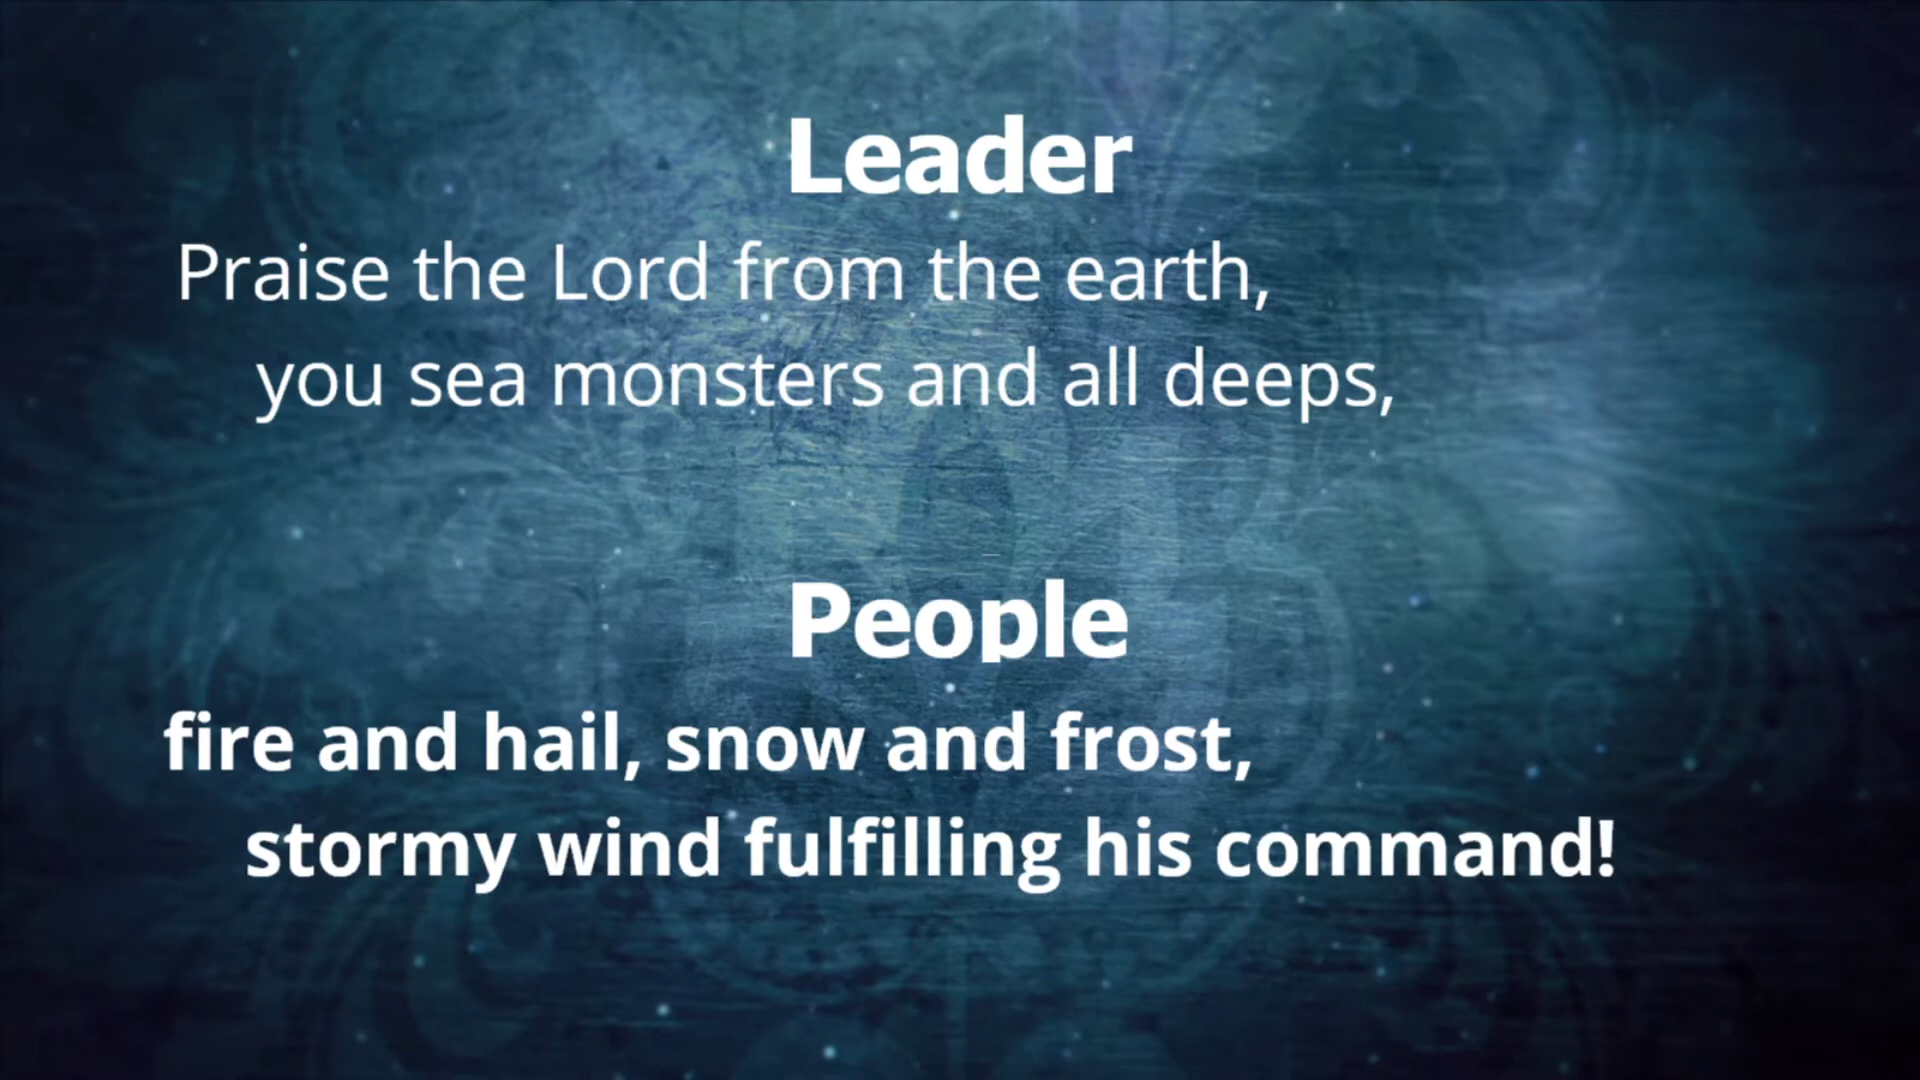 Leader
Praise the Lord from the earth,
you sea monsters and all deeps,
People
fire and hail, snow and frost,
stormy wind fulfilling his command!